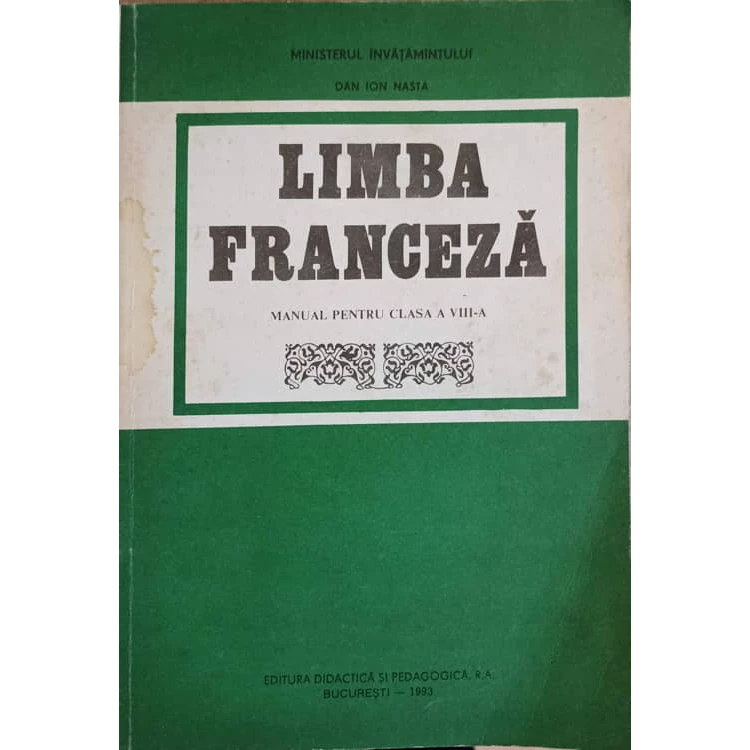 MINISTERUL ÎNVĂȚĂMÎNTULUI
DAN ION NASTA
LIMBA
FRANCEZĂ
MANUAL PENTRU CLASA A VIII-A
EDITURA DIDACTICĂ ȘI PEDAGOGICĂ, R.A.
BUCUREȘTI — 1993